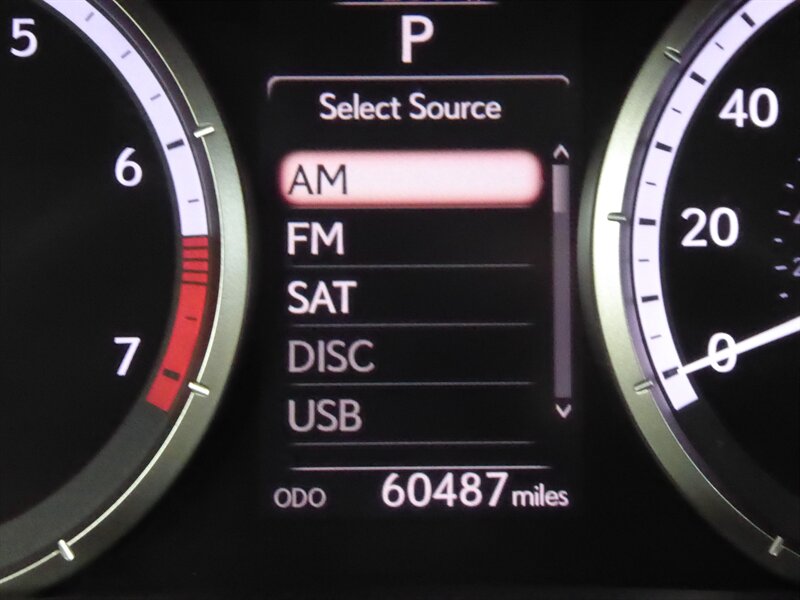 P
Select Source
AM
FM
SAT
DISC
USB
ODO 60487 miles
5
6
7
40
20
0